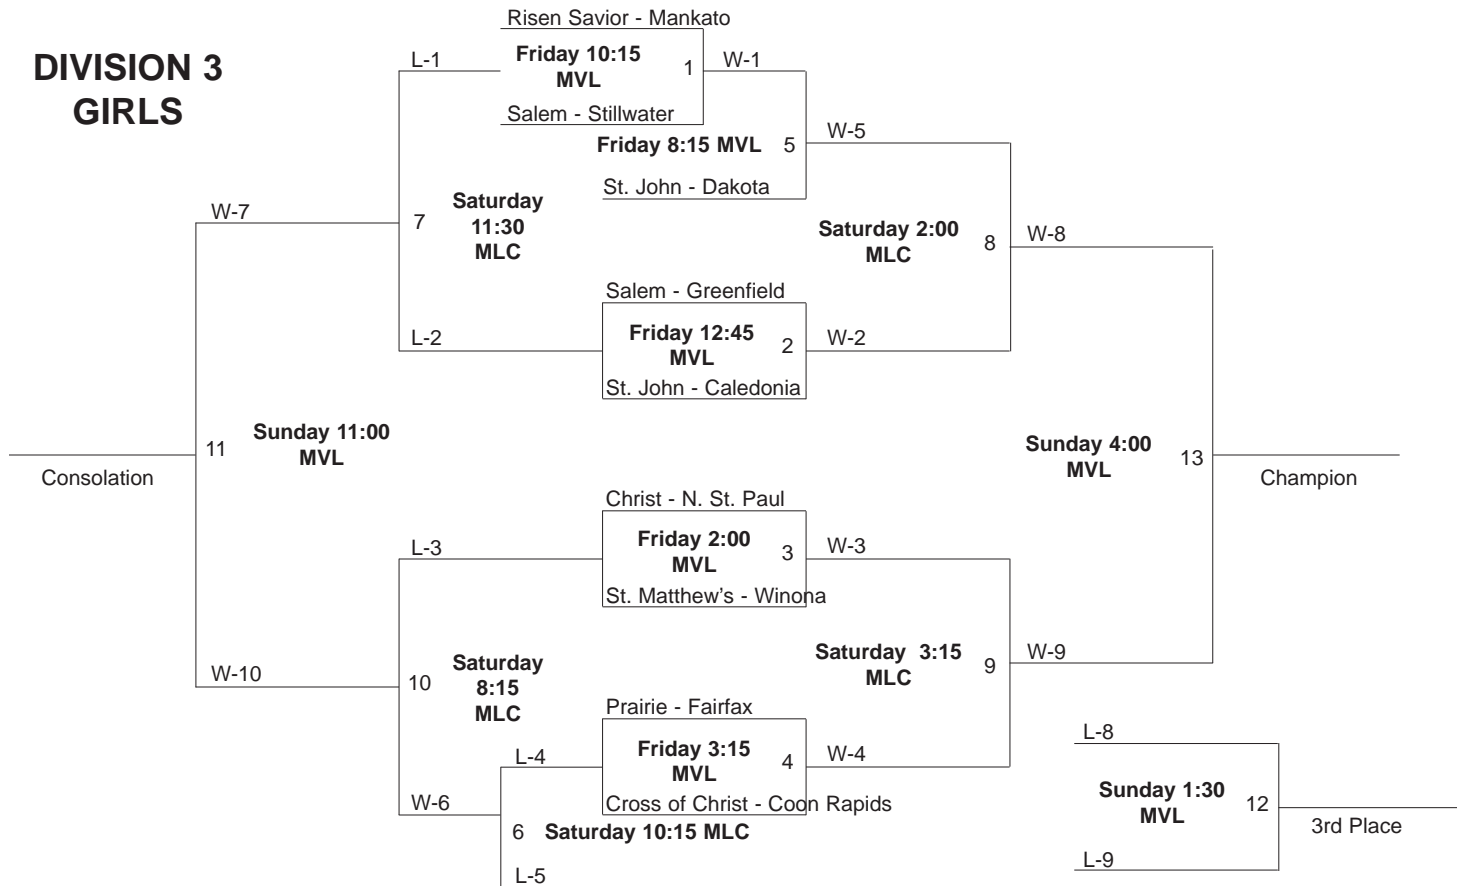 DIVISION 3
GIRLS
Risen Savior - Mankato
L-1
Friday 10:15
MVL
1
W-1
Salem - Stillwater
Friday 8:15 MVL
5
W-5
St. John - Dakota
W-7
7
Saturday
11:30
MLC
Saturday 2:00
MLC
8
W-8
Salem - Greenfield
L-2
Friday 12:45
MVL
2
W-2
St. John - Caledonia
11
Sunday 11:00
MVL
Consolation
Sunday 4:00
MVL
13
Champion
Christ - N. St. Paul
L-3
Friday 2:00
MVL
3
W-3
St. Matthew's - Winona
W-10
10
Saturday
8:15
MLC
Saturday  3:15
MLC
9
W-9
Prairie - Fairfax
L-4
Friday 3:15
MVL
4
W-4
Cross of Christ - Coon Rapids
W-6
6
Saturday 10:15 MLC
L-5
L-8
Sunday 1:30
MVL
12
3rd Place
L-9